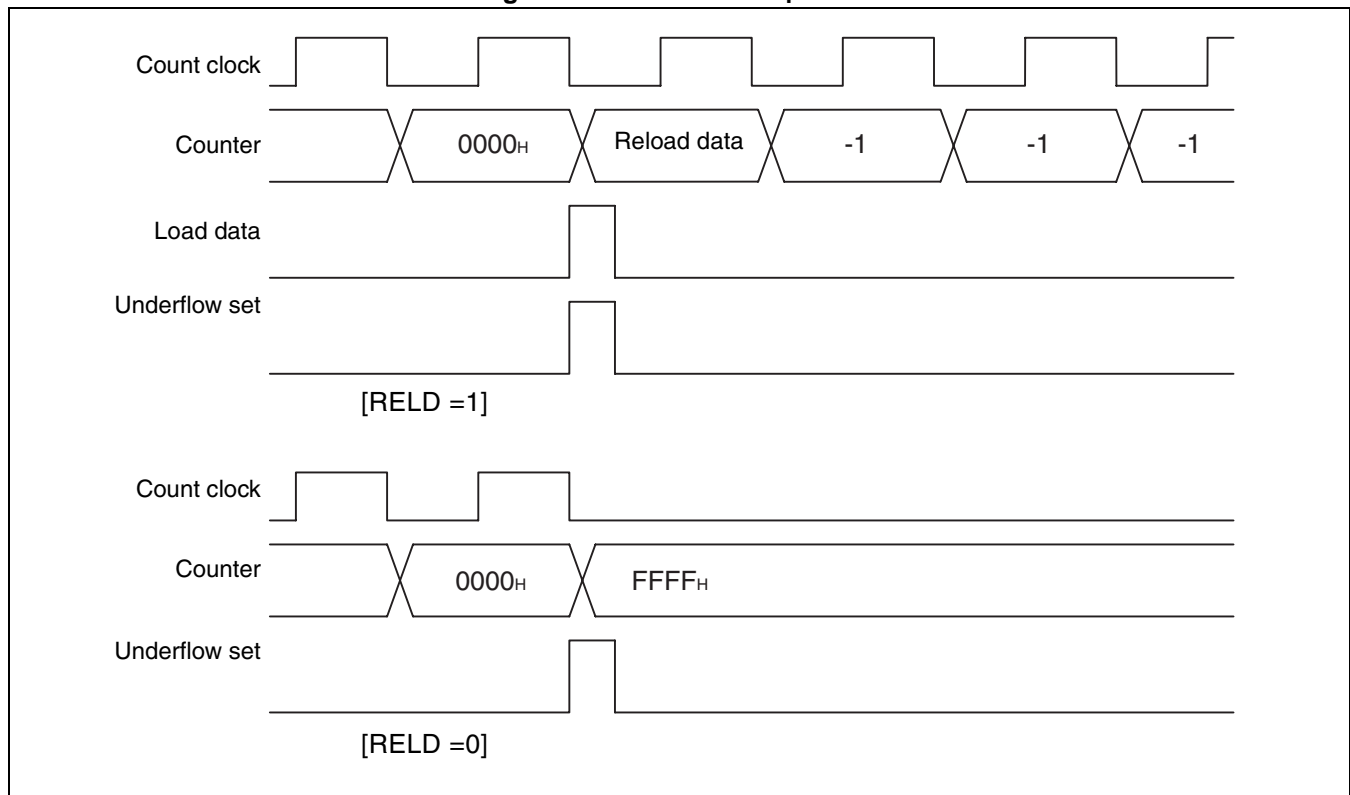 Count clock
Counter 0000H Reload data -1 -1 -1
Load data
Underflow set
[RELD =1]
Count clock
Counter 0000H FFFFH
Underflow set
[RELD =0]